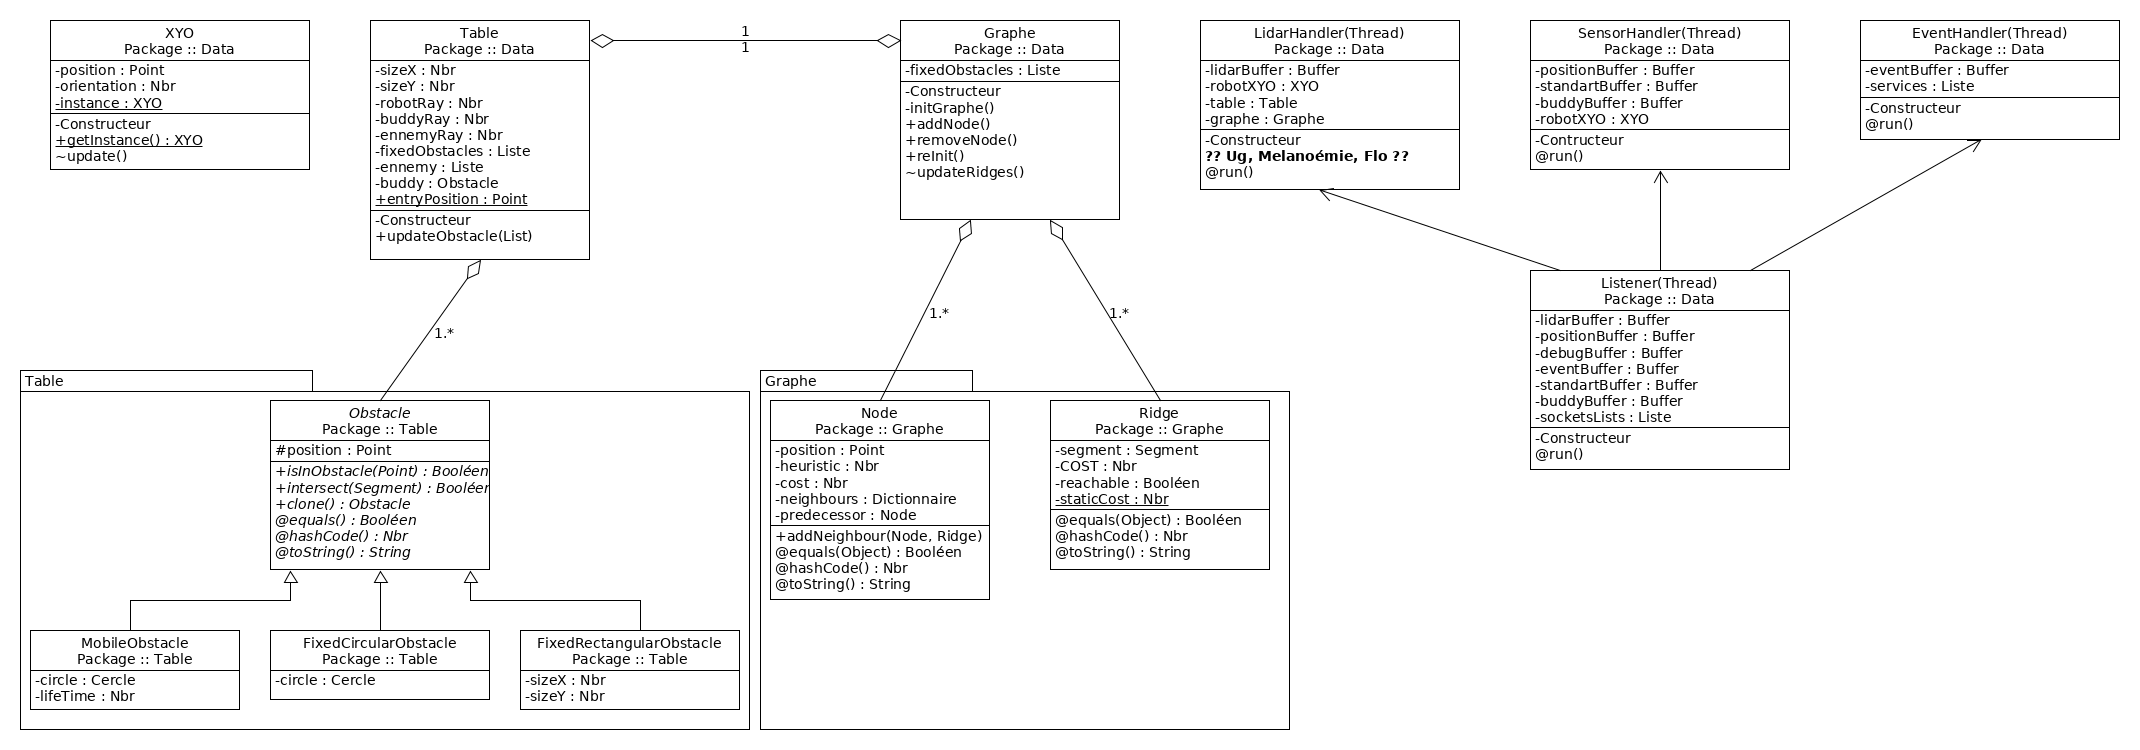 XYO
Package :: Data
-position : Point
-orientation : Nbr
-instance : XYO
-Constructeur
+getInstance() : XYO
~update()
Table
Package :: Data
-sizeX : Nbr
-sizeY : Nbr
-robotRay : Nbr
-buddyRay : Nbr
-ennemyRay : Nbr
-fixedObstacles : Liste
-ennemy : Liste
-buddy : Obstacle
+entryPosition : Point
-Constructeur
+updateObstacle(List)
1
1
Graphe
Package :: Data
-fixedObstacles : Liste
-Constructeur
-initGraphe()
+addNode()
+removeNode()
+reInit()
~updateRidges()
LidarHandler(Thread)
Package :: Data
-lidarBuffer : Buffer
-robotXYO : XYO
-table : Table
-graphe : Graphe
-Constructeur
?? Ug, Melanoémie, Flo ??
@run()
SensorHandler(Thread)
Package :: Data
-positionBuffer : Buffer
-standartBuffer : Buffer
-buddyBuffer : Buffer
-robotXYO : XYO
-Contructeur
@run()
EventHandler(Thread)
Package :: Data
-eventBuffer : Buffer
-services : Liste
-Constructeur
@run()
Listener(Thread)
Package :: Data
-lidarBuffer : Buffer
-positionBuffer : Buffer
-debugBuffer : Buffer
-eventBuffer : Buffer
-standartBuffer : Buffer
-buddyBuffer : Buffer
-socketsLists : Liste
-Constructeur
@run()
1.*
1.*
1.*
Table
Obstacle
Package :: Table
#position : Point
+isInObstacle(Point) : Booléen
+intersect(Segment) : Booléen
+clone() : Obstacle
@equals() : Booléen
@hashCode() : Nbr
@toString() : String
MobileObstacle
Package :: Table
-circle : Cercle
-lifeTime : Nbr
FixedCircularObstacle
Package :: Table
-circle : Cercle
FixedRectangularObstacle
Package :: Table
-sizeX : Nbr
-sizeY : Nbr
Graphe
Node
Package :: Graphe
-position : Point
-heuristic : Nbr
-cost : Nbr
-neighbours : Dictionnaire
-predecessor : Node
+addNeighbour(Node, Ridge)
@equals(Object) : Booléen
@hashCode() : Nbr
@toString() : String
Ridge
Package :: Graphe
-segment : Segment
-COST : Nbr
-reachable : Booléen
-staticCost : Nbr
@equals(Object) : Booléen
@hashCode() : Nbr
@toString() : String